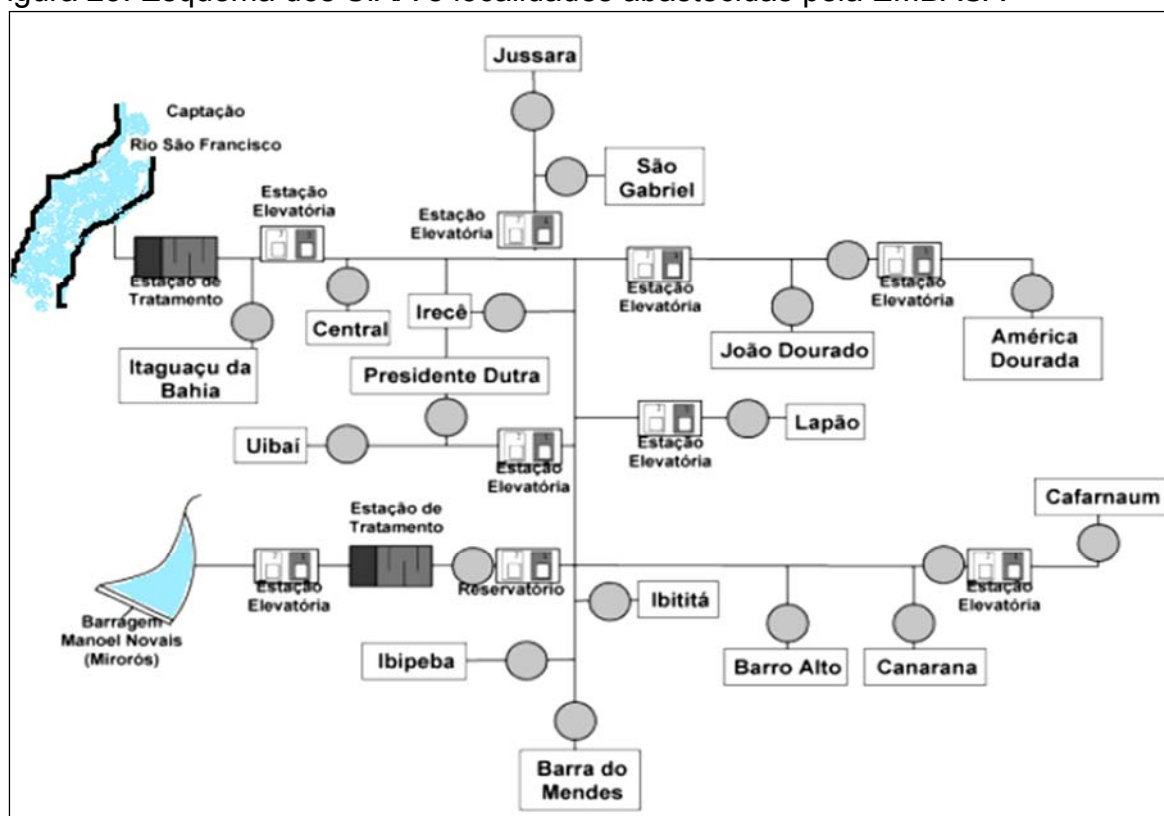 Jussara
Captação
Rio São Francisco
São
Gabriel
Estação
Elevatória
Estação
Elevatória
Estação de
Tratamento
Estação
Elevatória
Estação
Elevatória
Irecê
Central
João Dourado
América
Dourada
Itaguaçu da
Bahia
Presidente Dutra
Lapão
Uibaí
Estação
Elevatória
Estação
Elevatória
Cafarnaum
Estação de
Tratamento
Estação
Elevatória
Reservatório
Estação
Elevatória
Ibititá
Barragem
Manoel Novais
(Mirorós)
Ibipeba
Barro Alto
Canarana
Barra do
Mendes